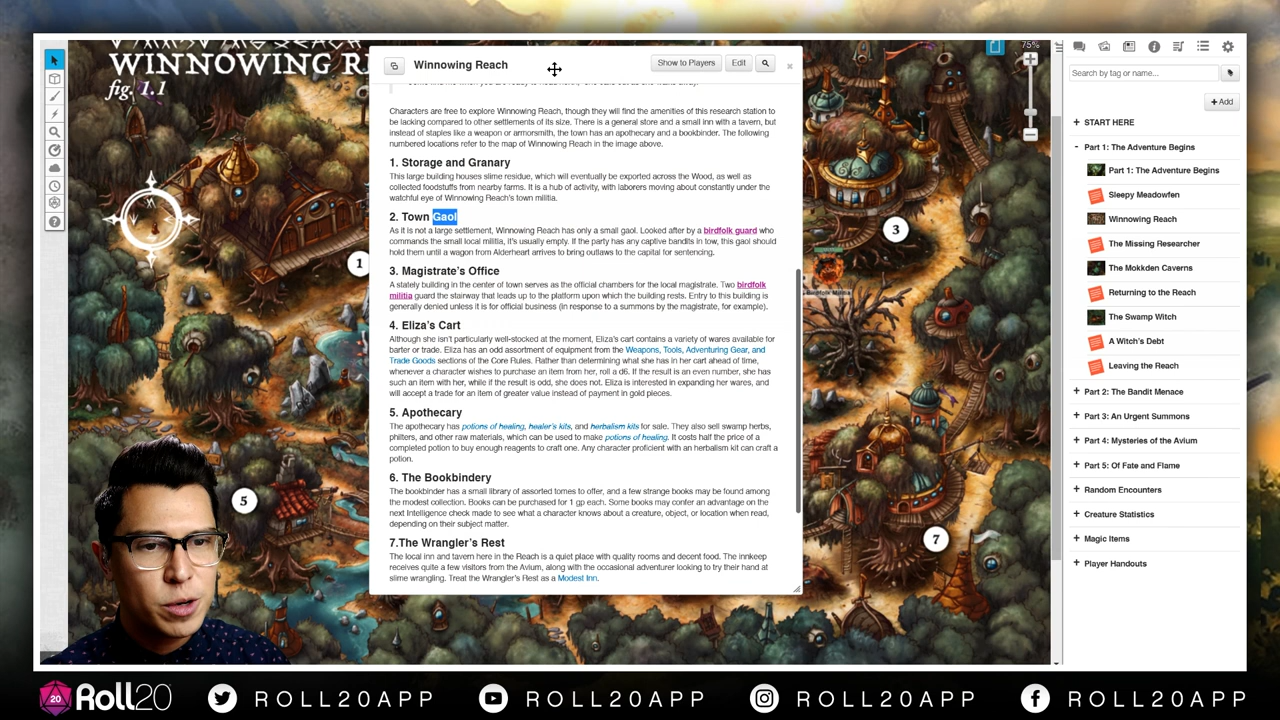 WINNOWING RE
fig. 1.1
1
3
5
7
75%
Winnowing Reach
Show to Players
Edit
Characters are free to explore Winnowing Reach, though they will find the amenities of this research station to
be lacking compared to other settlements of its size. There is a general store and a small inn with a tavern, but
instead of staples like a weapon or armorsmith, the town has an apothecary and a bookbinder. The following
numbered locations refer to the map of Winnowing Reach in the image above.
1. Storage and Granary
This large building houses slime residue, which will eventually be exported across the Wood, as well as
collected foodstuffs from nearby farms. It is a hub of activity, with laborers moving about constantly under the
watchful eye of Winnowing Reach's town militia.
2. Town Gaol
As it is not a large settlement, Winnowing Reach has only a small gaol. Looked after by a birdfolk guard who
commands the small local militia, it's usually empty. If the party has any captive bandits in tow, this gaol should
hold them until a wagon from Alderheart arrives to bring outlaws to the capital for sentencing.
3. Magistrate's Office
A stately building in the center of town serves as the official chambers for the local magistrate. Two birdfolk
militia guard the stairway that leads up to the platform upon which the building rests. Entry to this building is
generally denied unless it is for official business (in response to a summons by the magistrate, for example).
4. Eliza's Cart
Although she isn't particularly well-stocked at the moment, Eliza's cart contains a variety of wares available for
barter or trade. Eliza has an odd assortment of equipment from the Weapons, Tools, Adventuring Gear, and
Trade Goods sections of the Core Rules. Rather than determining what she has in her cart ahead of time,
whenever a character wishes to purchase an item from her, roll a d6. If the result is an even number, she has
such an item with her, while if the result is odd, she does not. Eliza is interested in expanding her wares, and
will accept a trade for an item of greater value instead of payment in gold pieces.
5. Apothecary
The apothecary has potions of healing, healer's kits, and herbalism kits for sale. They also sell swamp herbs,
philters, and other raw materials, which can be used to make potions of healing. It costs half the price of a
completed potion to buy enough reagents to craft one. Any character proficient with an herbalism kit can craft a
potion.
6. The Bookbindery
The bookbinder has a small library of assorted tomes to offer, and a few strange books may be found among
the modest collection. Books can be purchased for 1 gp each. Some books may confer an advantage on the
next Intelligence check made to see what a character knows about a creature, object, or location when read,
depending on their subject matter.
7.The Wrangler's Rest
The local inn and tavern here in the Reach is a quiet place with quality rooms and decent food. The innkeep
receives quite a few visitors from the Avium, along with the occasional adventurer looking to try their hand at
slime wrangling. Treat the Wrangler's Rest as a Modest Inn.
Search by tag or name...
+ Add
+ START HERE
- Part 1: The Adventure Begins
Part 1: The Adventure Begins
Sleepy Meadowfen
Winnowing Reach
The Missing Researcher
The Mokkden Caverns
Returning to the Reach
The Swamp Witch
A Witch's Debt
Leaving the Reach
+ Part 2: The Bandit Menace
+ Part 3: An Urgent Summons
+ Part 4: Mysteries of the Avium
+ Part 5: Of Fate and Flame
+ Random Encounters
+ Creature Statistics
+ Magic Items
+ Player Handouts
20 Roll20
ROLL20APP
ROLL20APP
ROLL20APP
ROLL20APP